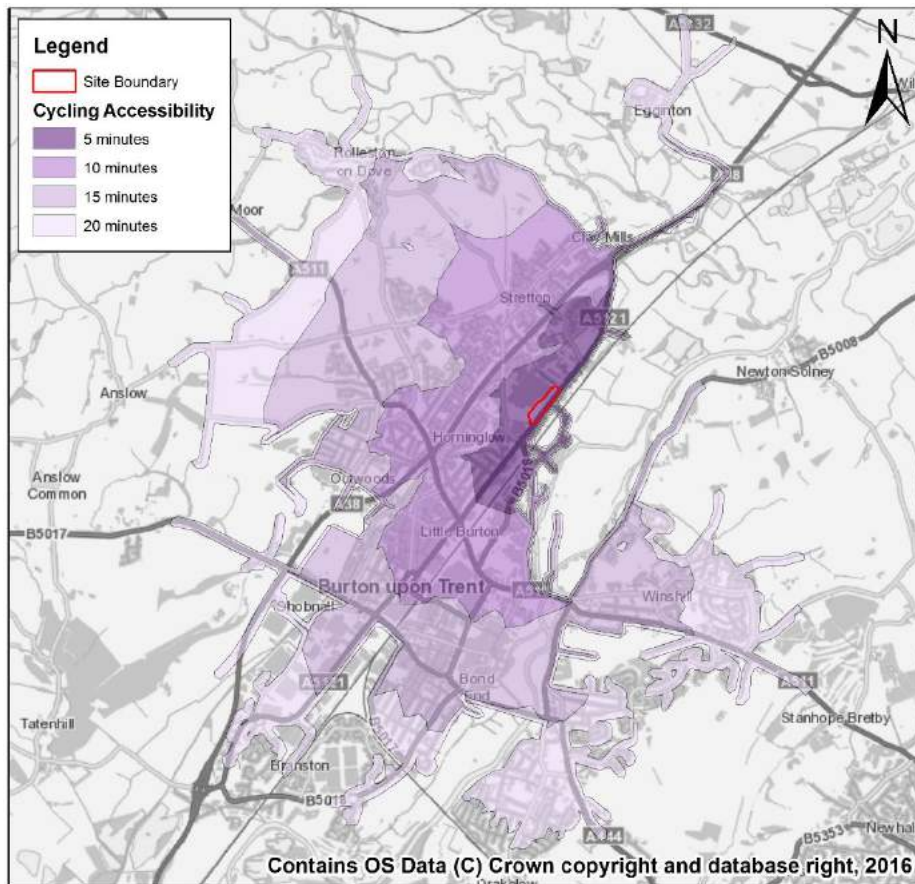 Legend
Site Boundary
Cycling Accessibility
5 minutes
10 minutes
15 minutes
20 minutes
N
Egginton
Rolleston
on Dove
Moor
A38
Clay Mills
A511
Stretton
A5121
B5008
Newton Solney
Anslow
Horninglow
B5018
Outwoods
Anslow
Common
A38
B5017
Little Burton
Burton upon Trent
Winshill
Shobnall
Bond
End
A5121
A511
Stanhope Bretby
Tatenhill
Branston
B5018
A444
B5353
Newhall
Contains OS Data (C) Crown copyright and database right, 2016